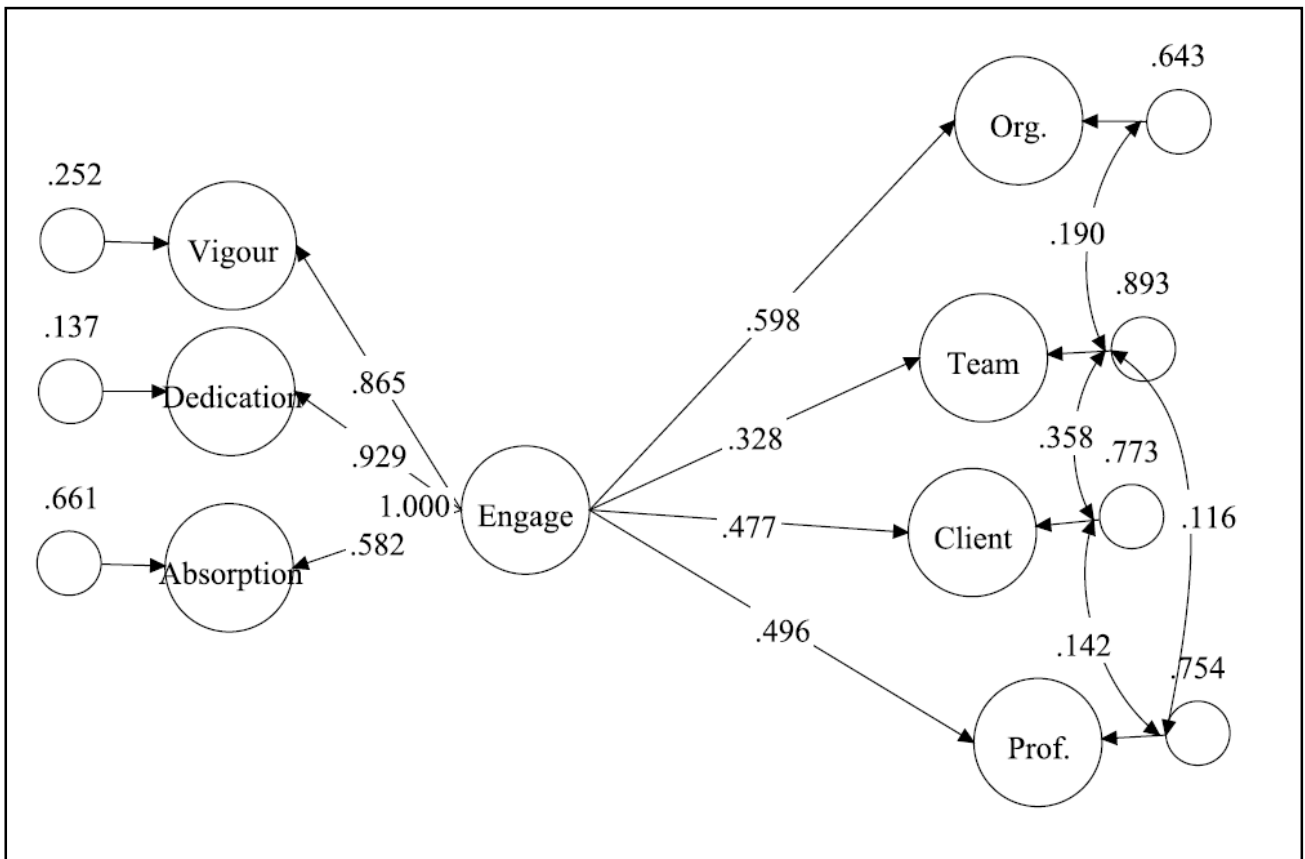 .643
Org.
.252
Vigour
.190
.893
.137
.598
.865
Team
Dedication
.328
.358
.773
.929
.661
1.000
Engage
.477
Client
.116
.582
Absorption
.496
.142
.754
Prof.